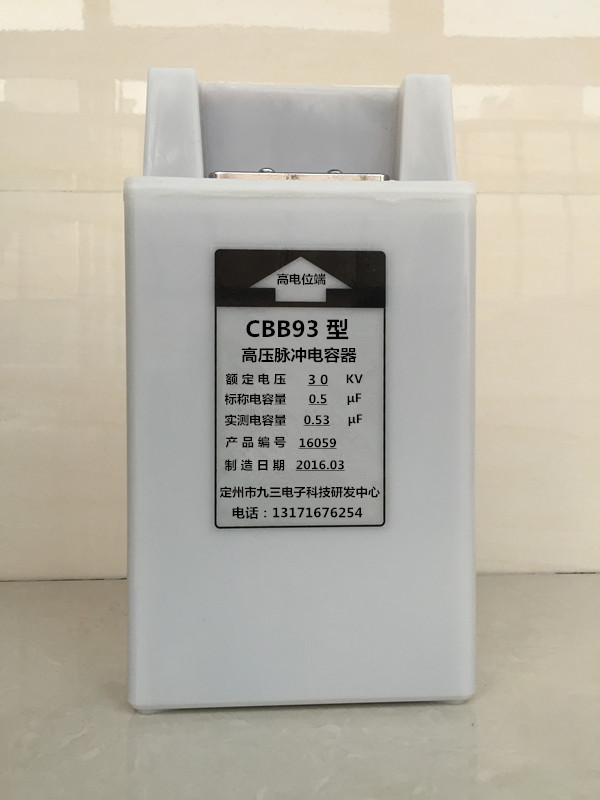 高电位端
CBB93 型
高压脉冲电容器
额定电压 30 KV
标称电容量 0.5 μF
实测电容量 0.53 μF
产品编号 16059
制造日期 2016.03
定州市九三电子科技研发中心
电话：13171676254